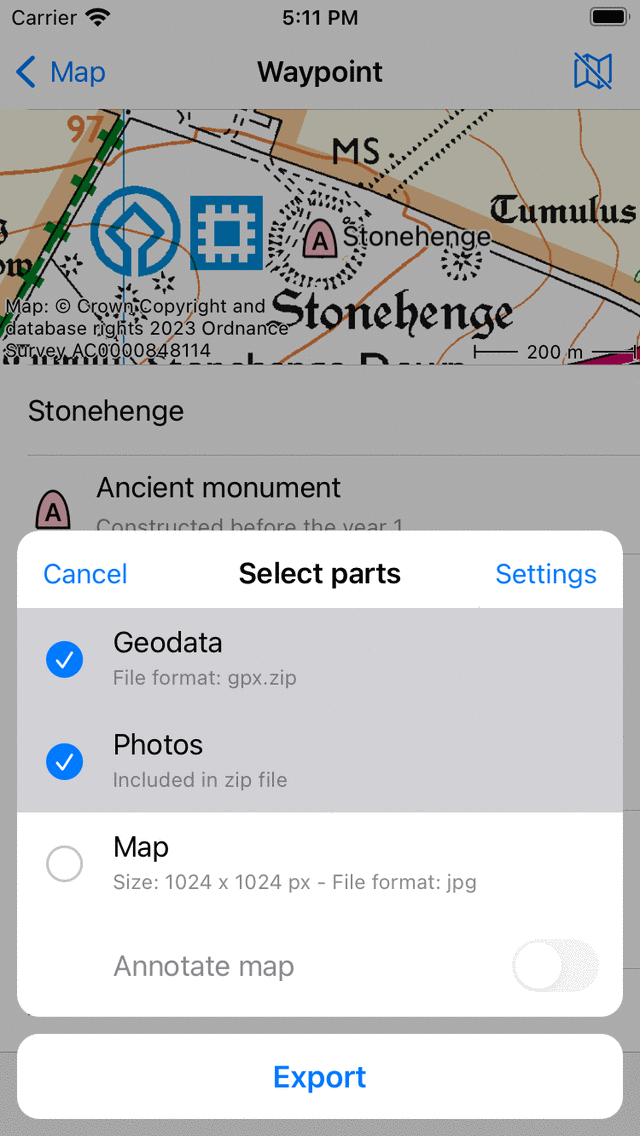 Carrier 5:11 PM
Map Waypoint
97
MS
Tumulus
A Stonehenge
Map: © Crown Copyright and
database rights 2023 Ordnance
Survey AC0000848114
Stonehenge
200 m
Stonehenge Down
Stonehenge
Ancient monument
A
Constructed before the year 1
Cancel Select parts Settings
Geodata
File format: gpx.zip
Photos
Included in zip file
Map
Size: 1024 x 1024 px - File format: jpg
Annotate map
Export